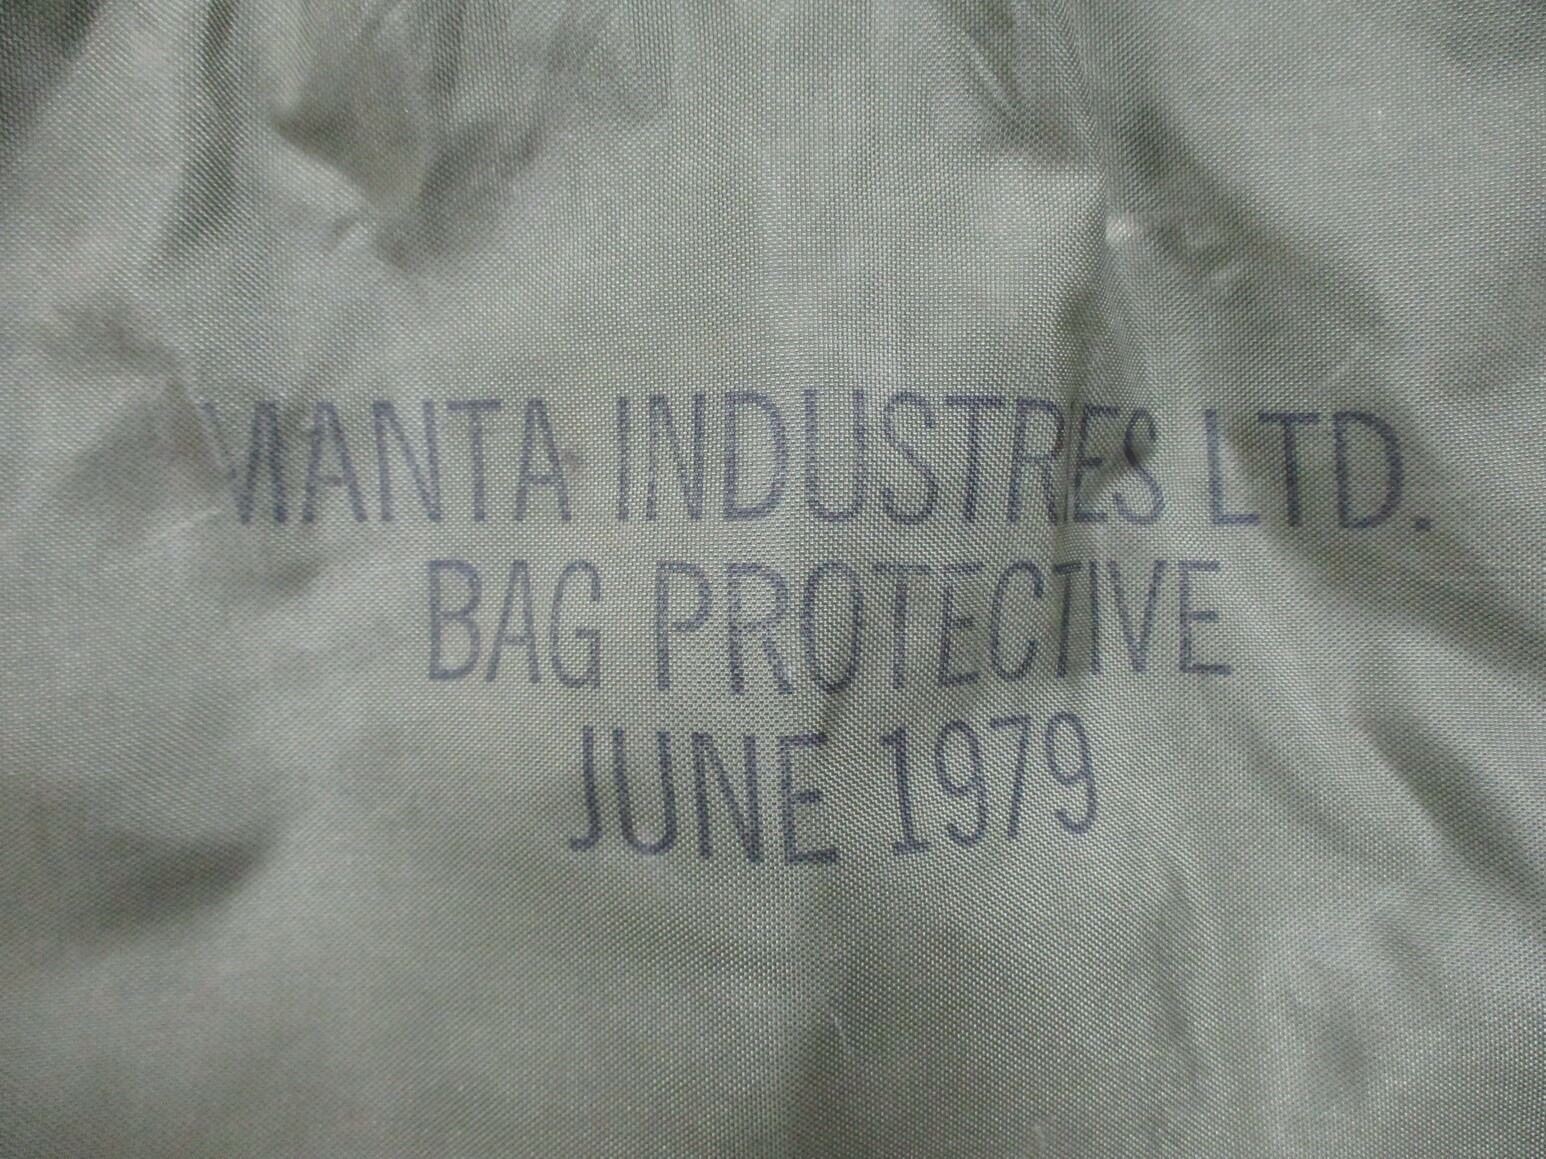 MANTA INDUSTRES LTD.
BAG PROTECTIVE
JUNE 1979